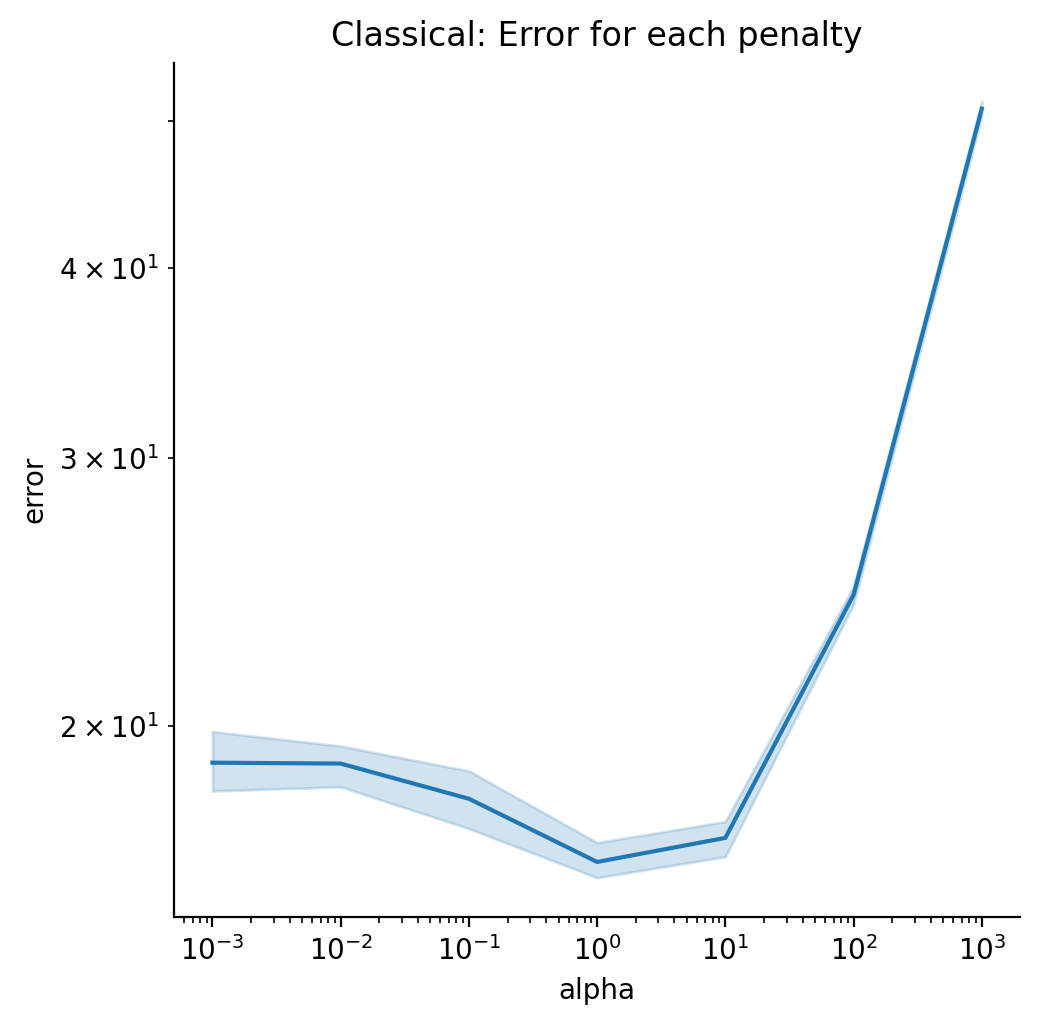 Classical: Error for each penalty
4 × 10¹
3 × 10¹
2 × 10¹
error
10⁻³ 10⁻² 10⁻¹ 10⁰ 10¹ 10² 10³
alpha